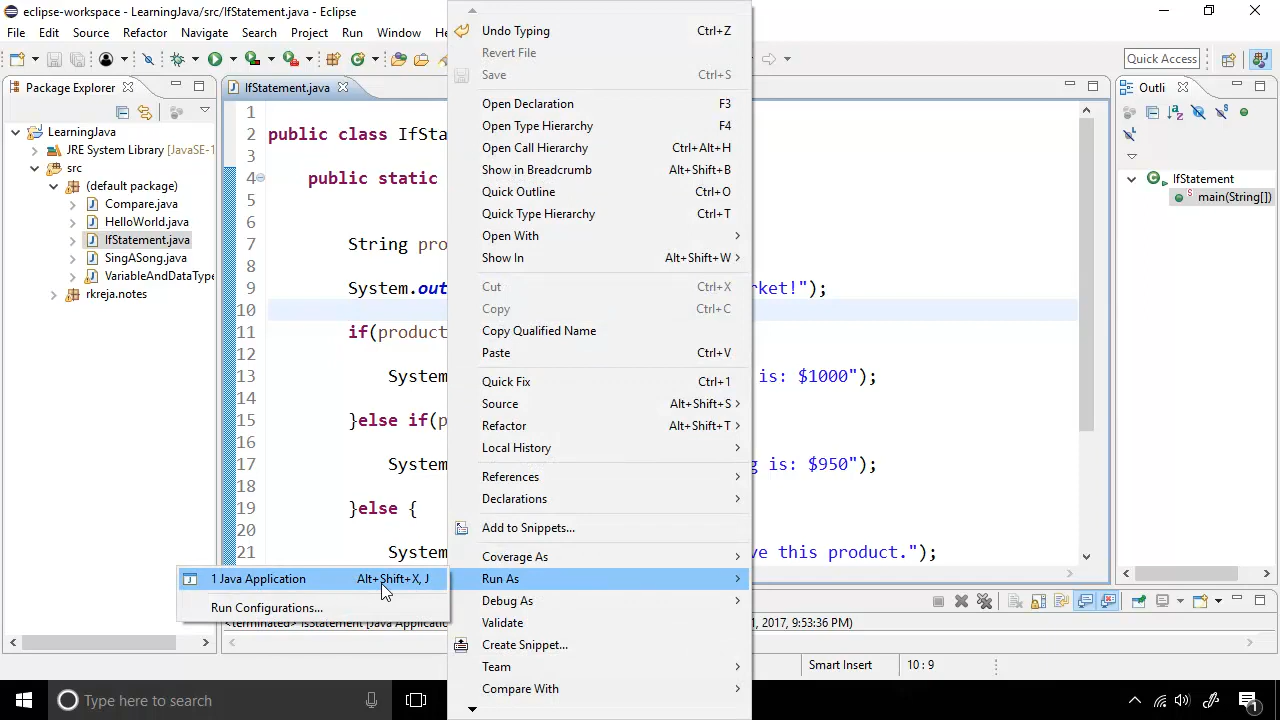 eclipse-workspace - LearningJava/src/IfStatement.java - Eclipse
File Edit Source Refactor Navigate Search Project Run Window
Quick Access
Package Explorer
LearningJava
JRE System Library [JavaSE-1
src
(default package)
Compare.java
HelloWorld.java
IfStatement.java
SingASong.java
VariableAndDataType
rkreja.notes
IfStatement.java
1
2 public class IfSta
3
4 public static
5
6
7 String pro
8
9 System.out rket!");
10
11 if(product
12
13 System is: $1000");
14
15 }else if(p
16
17 System g is: $950");
18
19 }else {
20
21 System ve this product.");
Undo Typing Ctrl+Z
Revert File
Save Ctrl+S
Open Declaration F3
Open Type Hierarchy F4
Open Call Hierarchy Ctrl+Alt+H
Show in Breadcrumb Alt+Shift+B
Quick Outline Ctrl+O
Quick Type Hierarchy Ctrl+T
Open With
Show In Alt+Shift+W
Cut Ctrl+X
Copy Ctrl+C
Copy Qualified Name
Paste Ctrl+V
Quick Fix Ctrl+1
Source Alt+Shift+S
Refactor Alt+Shift+T
Local History
References
Declarations
Add to Snippets...
Coverage As
Run As
Debug As
Validate
Create Snippet...
Team
Compare With
1 Java Application Alt+Shift+X, J
Run Configurations...
Outli
IfStatement
main(String[])
<terminated> IsStatement [Java Applicatio 1, 2017, 9:53:36 PM)
Smart Insert 10 : 9
Type here to search
1